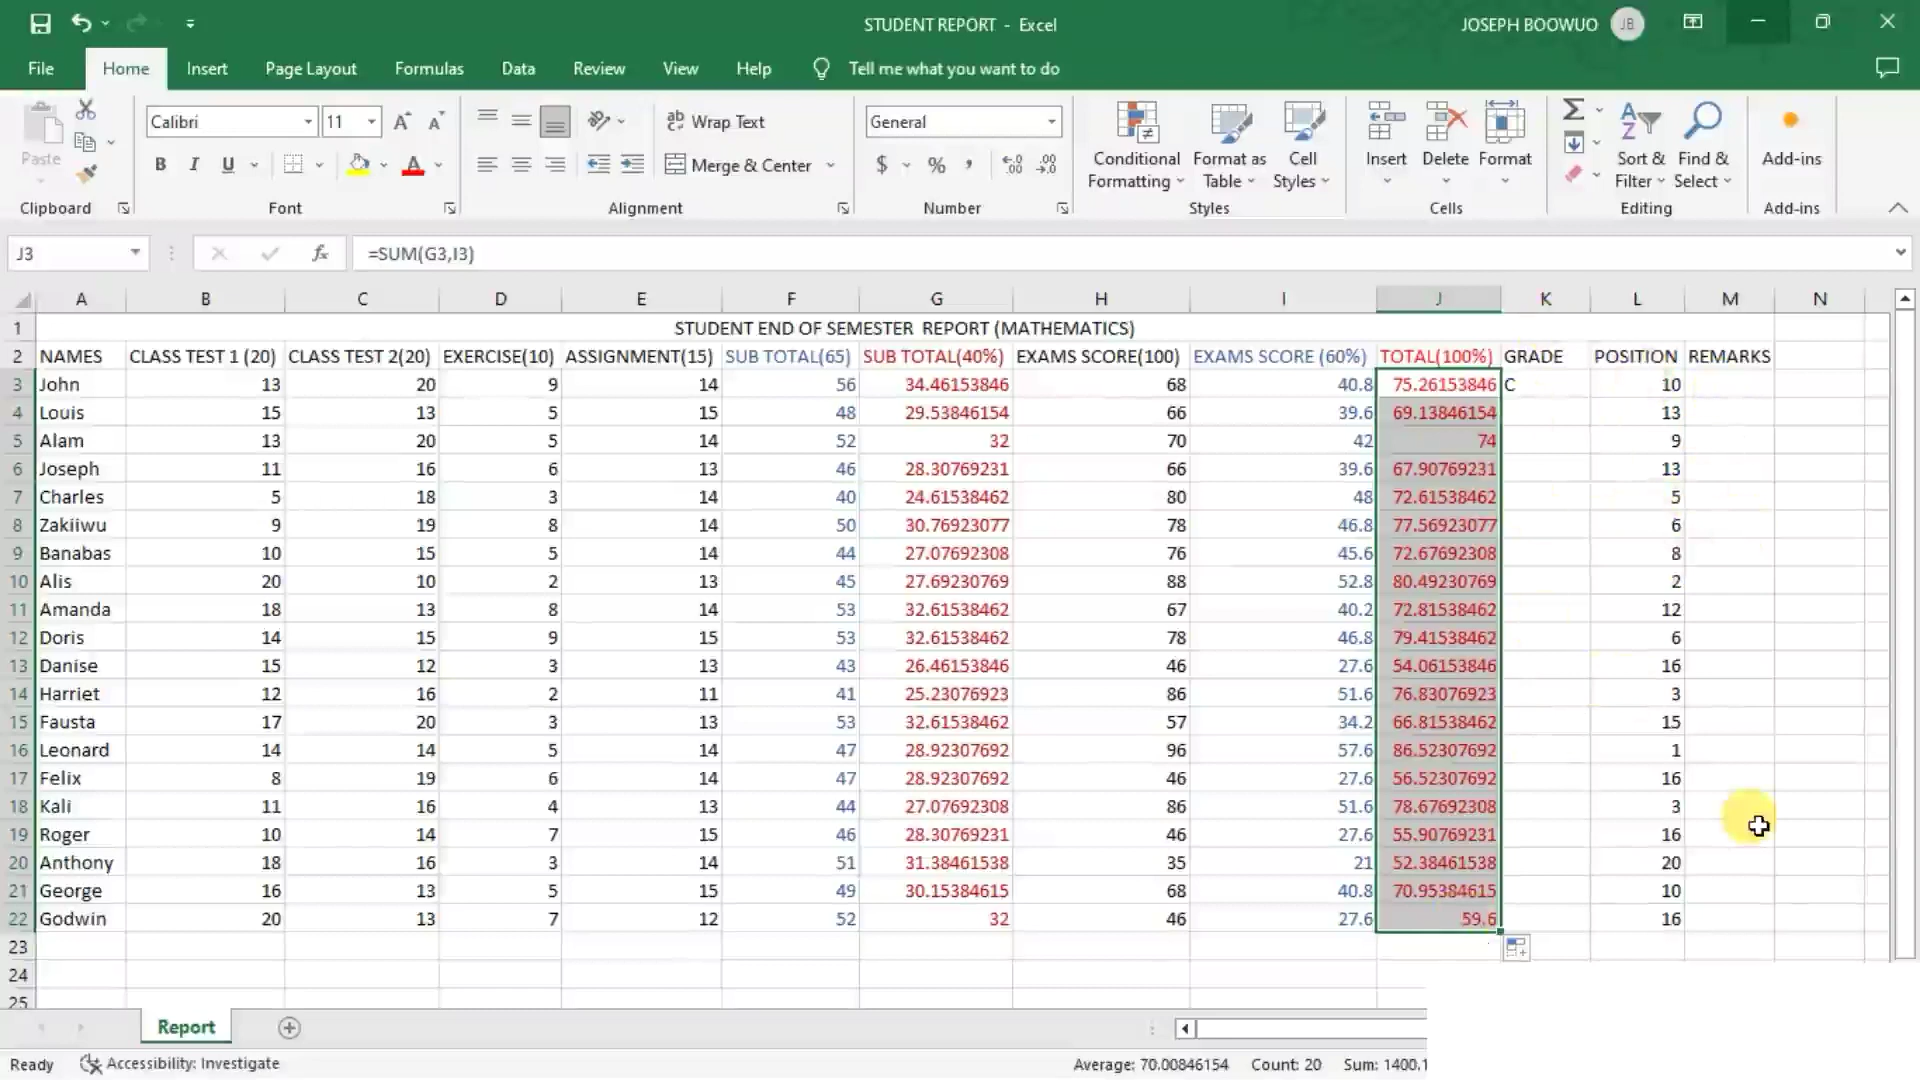 STUDENT REPORT - Excel
JOSEPH BOOWUO JB
File Home Insert Page Layout Formulas Data Review View Help Tell me what you want to do
Calibri 11 Wrap Text General
Paste B I U A Merge & Center $ % , Conditional Formatting Format as Table Cell Styles Insert Delete Format Sort & Filter Find & Select Add-ins
Clipboard Font Alignment Number Styles Cells Editing Add-ins
J3 fx =SUM(G3,I3)
A B C D E F G H I J K L M N
1 STUDENT END OF SEMESTER REPORT (MATHEMATICS)
2 NAMES CLASS TEST 1 (20) CLASS TEST 2(20) EXERCISE(10) ASSIGNMENT(15) SUB TOTAL(65) SUB TOTAL(40%) EXAMS SCORE(100) EXAMS SCORE (60%) TOTAL(100%) GRADE POSITION REMARKS
3 John 13 20 9 14 56 34.46153846 68 40.8 75.26153846 C 10
4 Louis 15 13 5 15 48 29.53846154 66 39.6 69.13846154 13
5 Alam 13 20 5 14 52 32 70 42 74 9
6 Joseph 11 16 6 13 46 28.30769231 66 39.6 67.90769231 13
7 Charles 5 18 3 14 40 24.61538462 80 48 72.61538462 5
8 Zakiiwu 9 19 8 14 50 30.76923077 78 46.8 77.56923077 6
9 Banabas 10 15 5 14 44 27.07692308 76 45.6 72.67692308 8
10 Alis 20 10 2 13 45 27.69230769 88 52.8 80.49230769 2
11 Amanda 18 13 8 14 53 32.61538462 67 40.2 72.81538462 12
12 Doris 14 15 9 15 53 32.61538462 78 46.8 79.41538462 6
13 Danise 15 12 3 13 43 26.46153846 46 27.6 54.06153846 16
14 Harriet 12 16 2 11 41 25.23076923 86 51.6 76.83076923 3
15 Fausta 17 20 3 13 53 32.61538462 57 34.2 66.81538462 15
16 Leonard 14 14 5 14 47 28.92307692 96 57.6 86.52307692 1
17 Felix 8 19 6 14 47 28.92307692 46 27.6 56.52307692 16
18 Kali 11 16 4 13 44 27.07692308 86 51.6 78.67692308 3
19 Roger 10 14 7 15 46 28.30769231 46 27.6 55.90769231 16
20 Anthony 18 16 3 14 51 31.38461538 35 21 52.38461538 20
21 George 16 13 5 15 49 30.15384615 68 40.8 70.95384615 10
22 Godwin 20 13 7 12 52 32 46 27.6 59.6 16
23
24
25
Report
Ready Accessibility: Investigate Average: 70.00846154 Count: 20 Sum: 1400.1